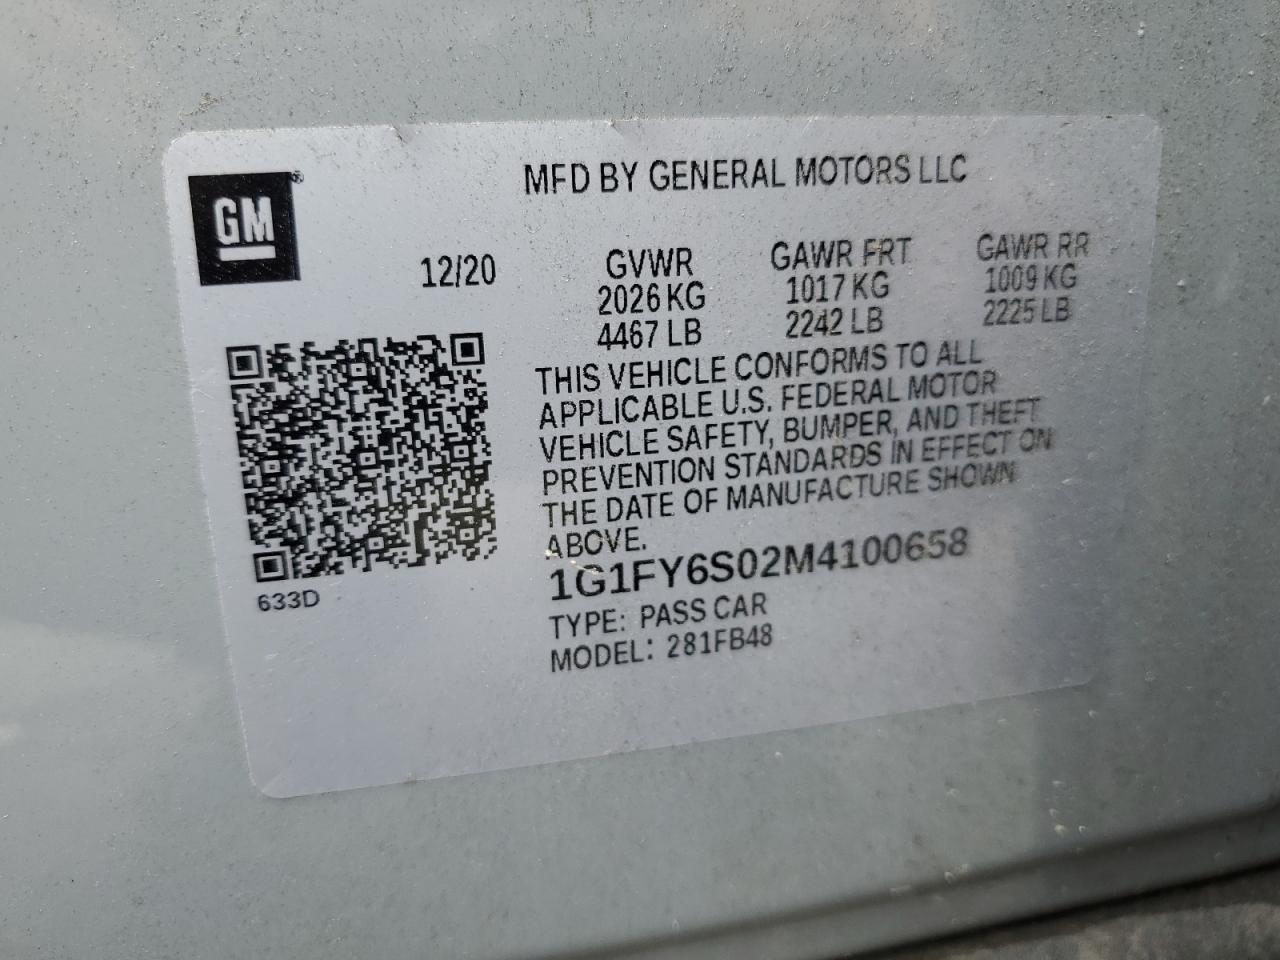 GM
MFD BY GENERAL MOTORS LLC
12/20
GVWR
2026 KG
4467 LB
GAWR FRT
1017 KG
2242 LB
GAWR RR
1009 KG
2225 LB
THIS VEHICLE CONFORMS TO ALL
APPLICABLE U.S. FEDERAL MOTOR
VEHICLE SAFETY, BUMPER, AND THEFT
PREVENTION STANDARDS IN EFFECT ON
THE DATE OF MANUFACTURE SHOWN
ABOVE.
1G1FY6S02M4100658
TYPE: PASS CAR
MODEL: 281FB48
633D